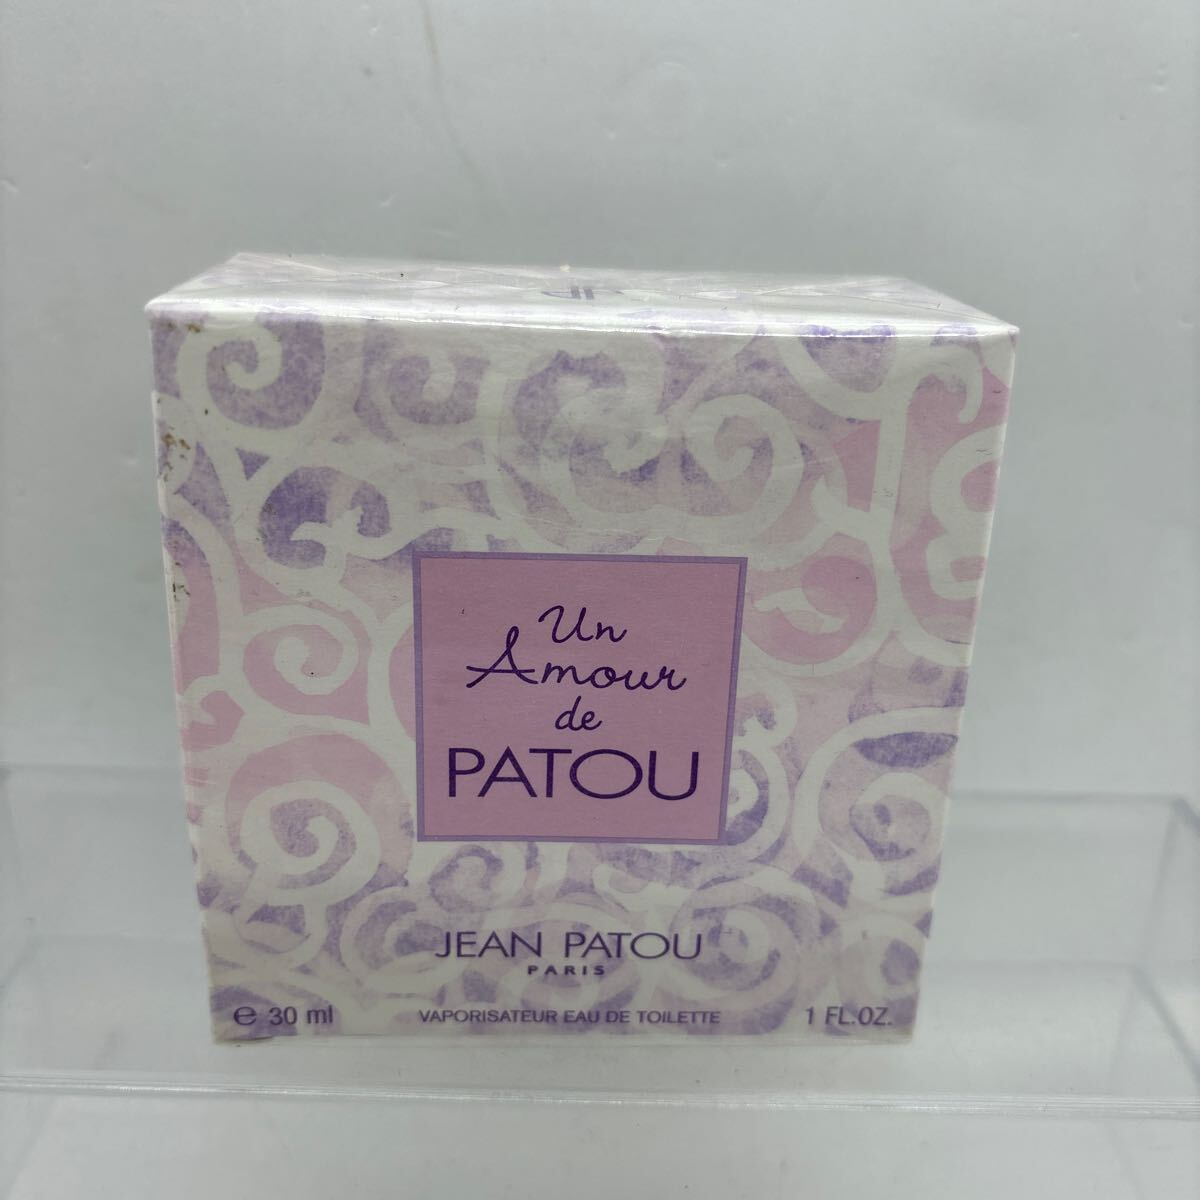 Un
Amour
de
PATOU
JEAN PATOU
PARIS
℮ 30 ml VAPORISATEUR EAU DE TOILETTE 1 FL.OZ.